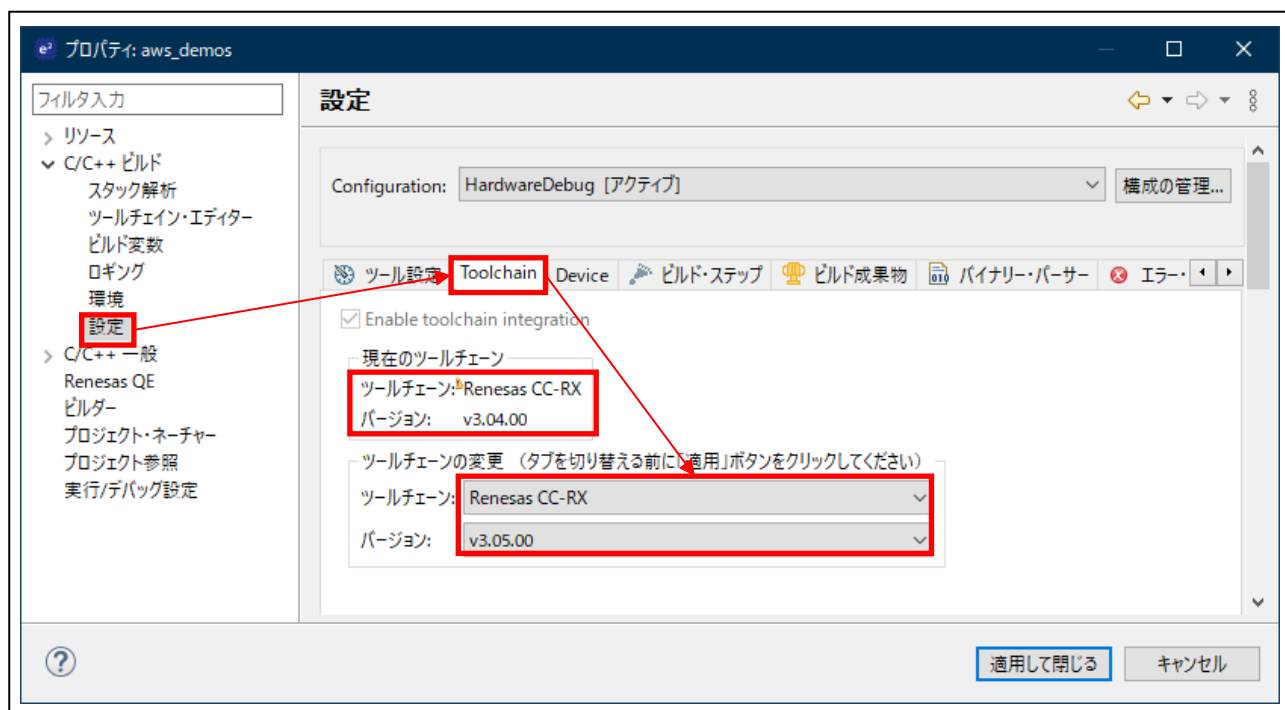 e² プロパティ: aws_demos
フィルタ入力
設定
リソース
C/C++ ビルド
スタック解析
ツールチェイン・エディター
ビルド変数
ロギング
環境
設定
C/C++ 一般
Renesas QE
ビルダー
プロジェクト・ネーチャー
プロジェクト参照
実行/デバッグ設定
Configuration: HardwareDebug [アクティブ] 構成の管理...
ツール設定 Toolchain Device ビルド・ステップ ビルド成果物 バイナリー・パーサー エラー・
Enable toolchain integration
現在のツールチェーン
ツールチェーン: Renesas CC-RX
バージョン: v3.04.00
ツールチェーンの変更 （タブを切り替える前に「適用」ボタンをクリックしてください）
ツールチェーン: Renesas CC-RX
バージョン: v3.05.00
? 適用して閉じる キャンセル